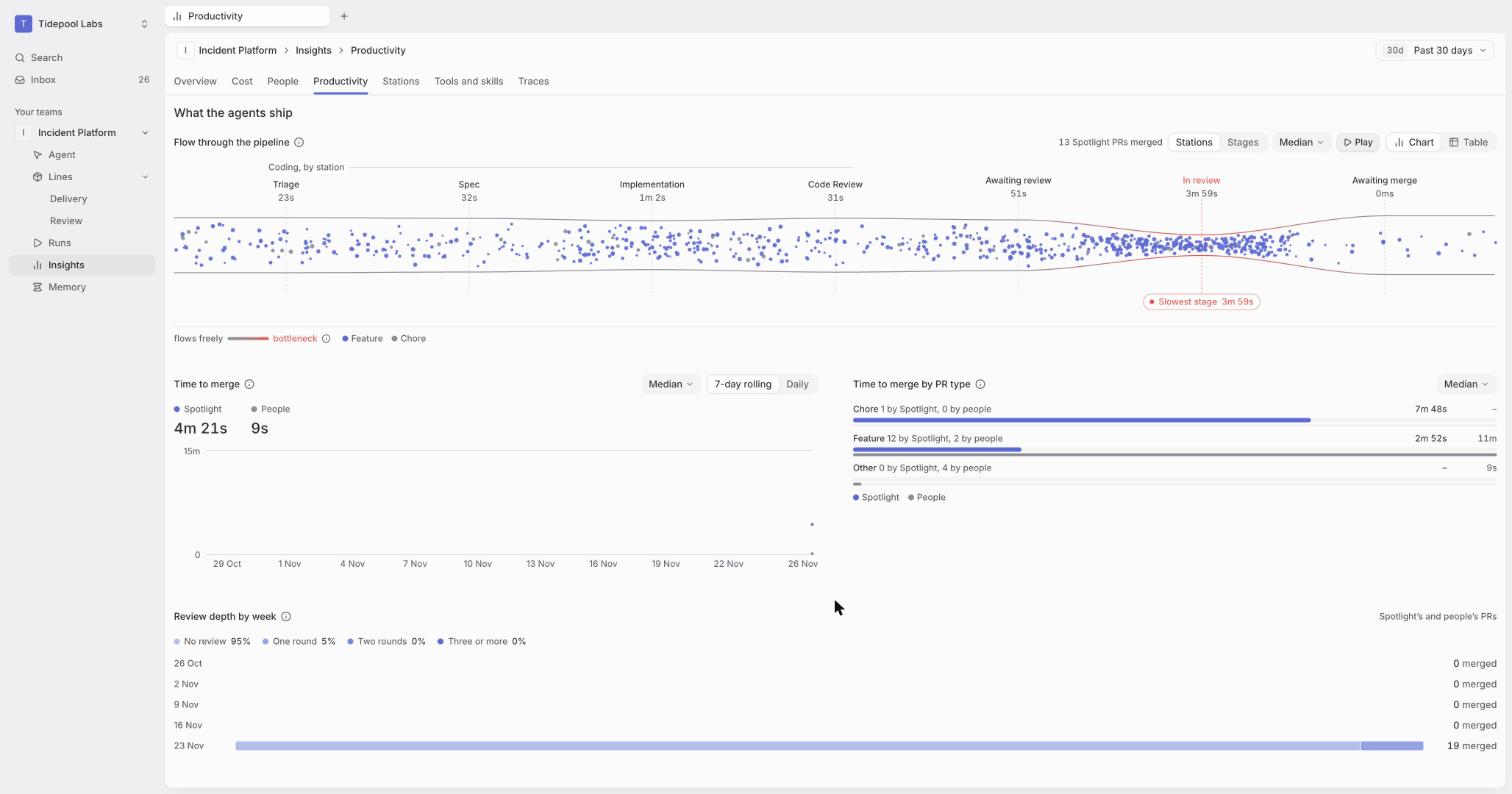 T Tidepool Labs
Productivity
+
I Incident Platform > Insights > Productivity
30d Past 30 days
Search
Inbox 26
Your teams
I Incident Platform
Agent
Lines
Delivery
Review
Runs
Insights
Memory
Overview Cost People Productivity Stations Tools and skills Traces
What the agents ship
Flow through the pipeline
13 Spotlight PRs merged Stations Stages Median Play Chart Table
Coding, by station
Triage Spec Implementation Code Review Awaiting review In review Awaiting merge
23s 32s 1m 2s 31s 51s 3m 59s 0ms
Slowest stage 3m 59s
flows freely bottleneck Feature Chore
Time to merge
Median 7-day rolling Daily
Spotlight People
4m 21s 9s
15m
0
29 Oct 1 Nov 4 Nov 7 Nov 10 Nov 13 Nov 16 Nov 19 Nov 22 Nov 26 Nov
Time to merge by PR type
Median
Chore 1 by Spotlight, 0 by people 7m 48s –
Feature 12 by Spotlight, 2 by people 2m 52s 11m
Other 0 by Spotlight, 4 by people – 9s
Spotlight People
Review depth by week
Spotlight's and people's PRs
No review 95% One round 5% Two rounds 0% Three or more 0%
26 Oct 0 merged
2 Nov 0 merged
9 Nov 0 merged
16 Nov 0 merged
23 Nov 19 merged